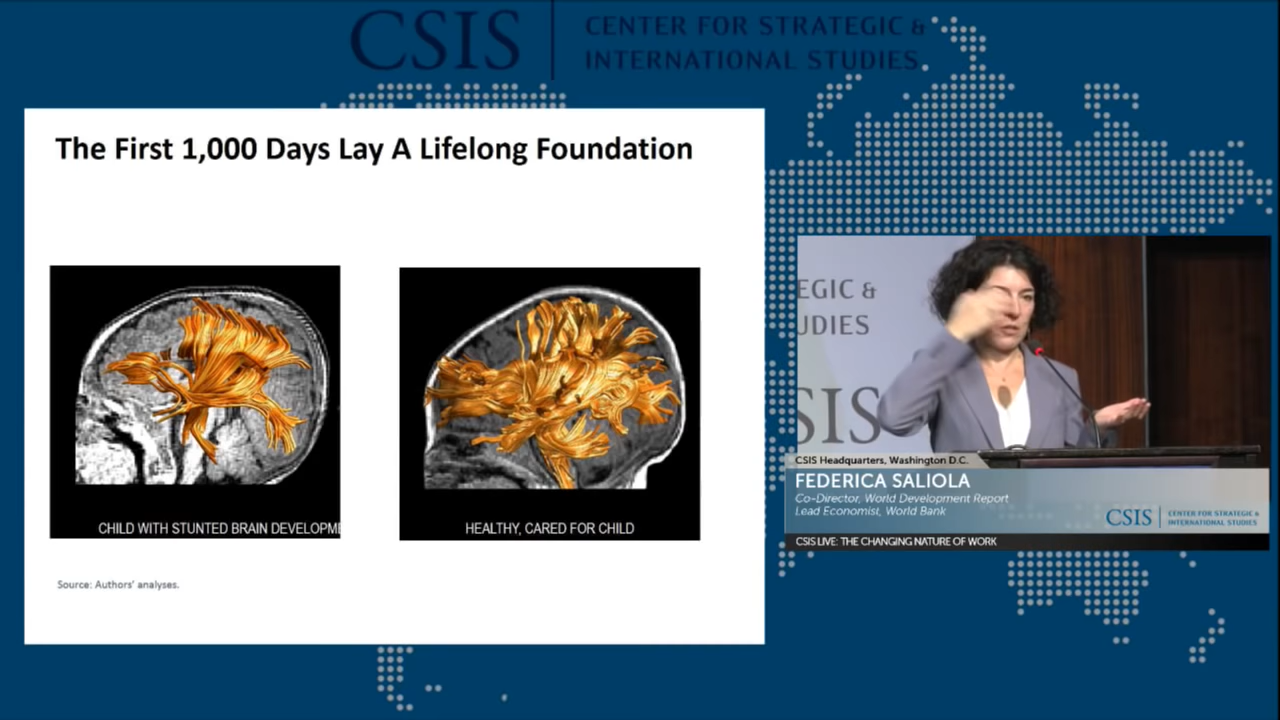 CSIS
CENTER FOR STRATEGIC &
INTERNATIONAL STUDIES
The First 1,000 Days Lay A Lifelong Foundation
CHILD WITH STUNTED BRAIN DEVELOPME
HEALTHY, CARED FOR CHILD
Source: Authors' analyses.
EGIC &
UDIES
SIS
CSIS Headquarters, Washington D.C.
FEDERICA SALIOLA
Co-Director, World Development Report
Lead Economist, World Bank
CSIS
CENTER FOR STRATEGIC &
INTERNATIONAL STUDIES
CSIS LIVE: THE CHANGING NATURE OF WORK